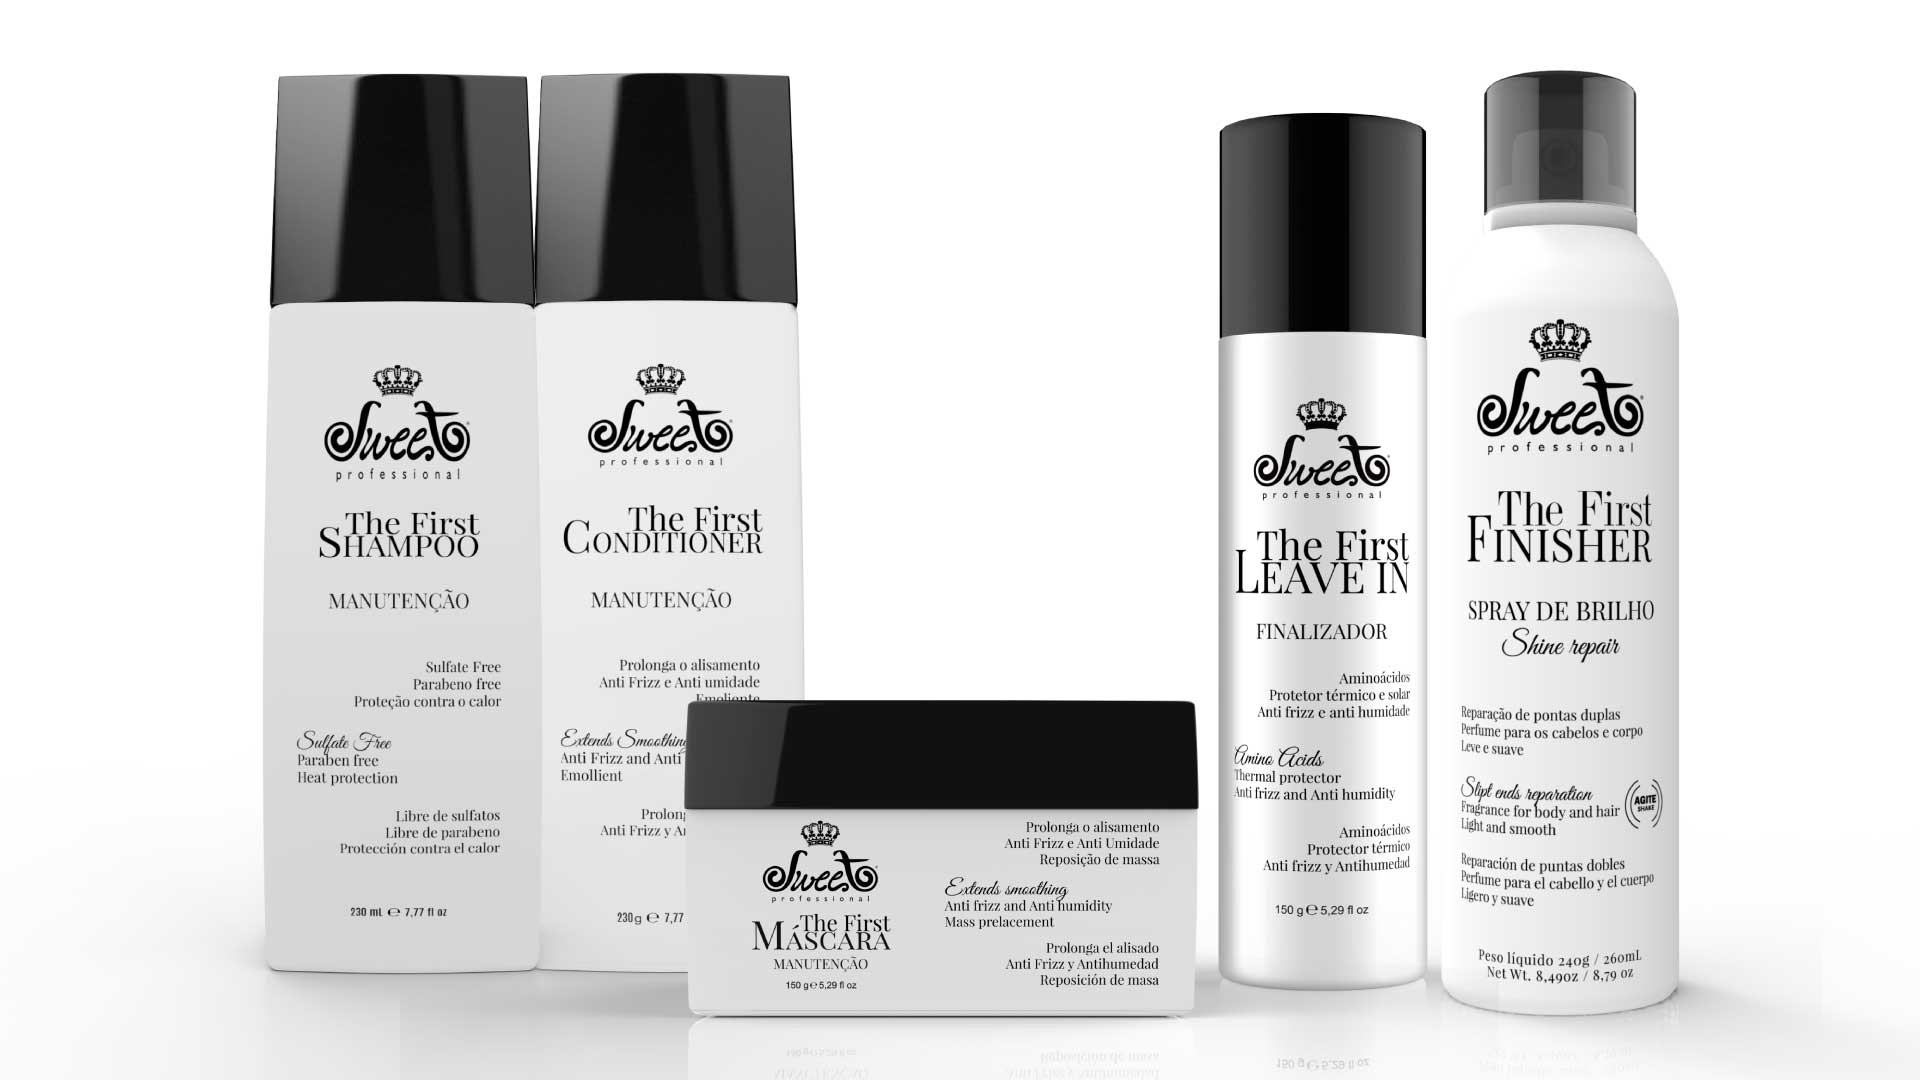 Sweet®
professional
The First
SHAMPOO
MANUTENÇÃO
Sulfate Free
Parabeno free
Proteção contra o calor
Sulfate Free
Paraben free
Heat protection
Libre de sulfatos
Libre de parabeno
Protección contra el calor
230 mL ℮ 7,77 fl oz
Sweet®
professional
The First
CONDITIONER
MANUTENÇÃO
Prolonga o alisamento
Anti Frizz e Anti umidade
Emoliente
Extends Smoothing
Anti Frizz and Anti
Emollient
Prolong
Anti Frizz y A
230g ℮ 7,77
Sweet
professional
The First
MÁSCARA
MANUTENÇÃO
150 g℮5,29 fl oz
Prolonga o alisamento
Anti Frizz e Anti Umidade
Reposição de massa
Extends smoothing
Anti frizz and Anti humidity
Mass prelacement
Prolonga el alisado
Anti Frizz y Antihumedad
Reposición de masa
Sweet®
professional
The First
LEAVE IN
FINALIZADOR
Aminoácidos
Protetor térmico e solar
Anti frizz e anti humidade
Amino Acids
Thermal protector
Anti frizz and Anti humidity
Aminoácidos
Protector térmico
Anti frizz y Antihumedad
150 g℮5,29 fl oz
Sweet®
professional
The First
FINISHER
SPRAY DE BRILHO
Shine repair
Reparação de pontas duplas
Perfume para os cabelos e corpo
Leve e suave
Slipt ends reparation
Fragrance for body and hair
Light and smooth
AGITE
SHAKE
Reparación de puntas dobles
Perfume para el cabello y el cuerpo
Ligero y suave
Peso líquido 240g / 260mL
Net Wt. 8,49oz / 8,79 oz